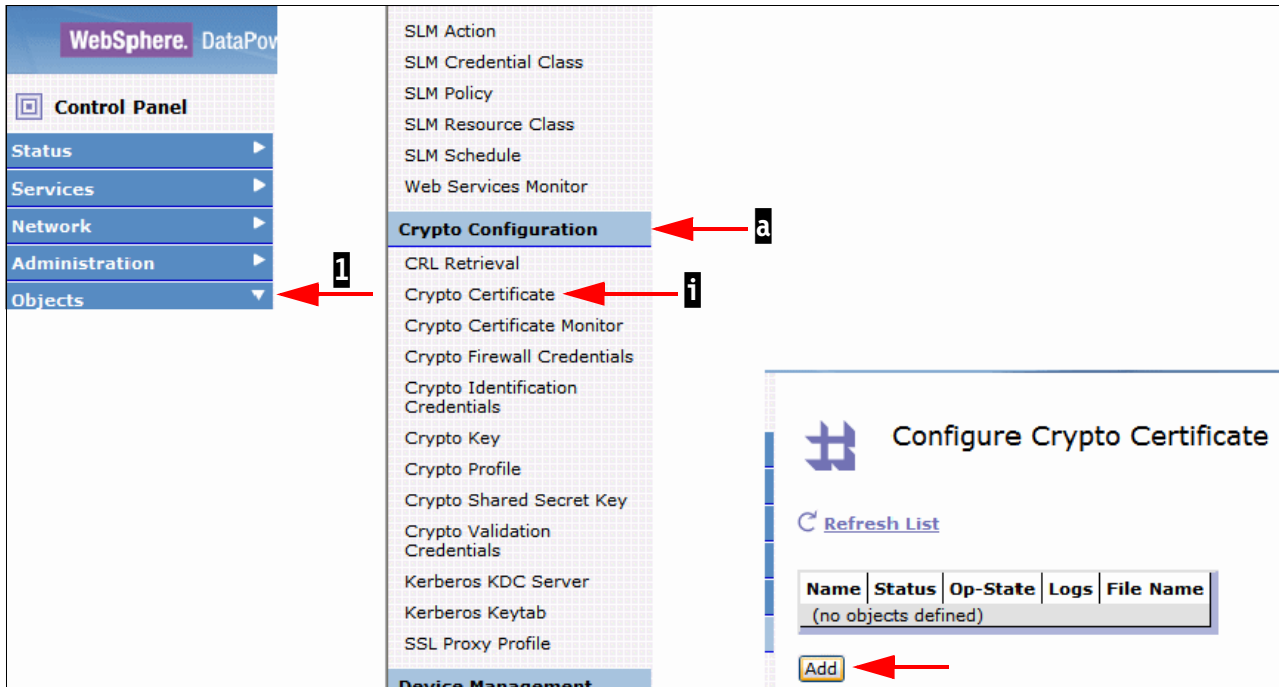 WebSphere. DataPow
Control Panel
Status
Services
Network
Administration
Objects
1
SLM Action
SLM Credential Class
SLM Policy
SLM Resource Class
SLM Schedule
Web Services Monitor
Crypto Configuration
a
CRL Retrieval
Crypto Certificate
i
Crypto Certificate Monitor
Crypto Firewall Credentials
Crypto Identification
Credentials
Crypto Key
Crypto Profile
Crypto Shared Secret Key
Crypto Validation
Credentials
Kerberos KDC Server
Kerberos Keytab
SSL Proxy Profile
Device Management
Configure Crypto Certificate
Refresh List
Name Status Op-State Logs File Name
(no objects defined)
Add